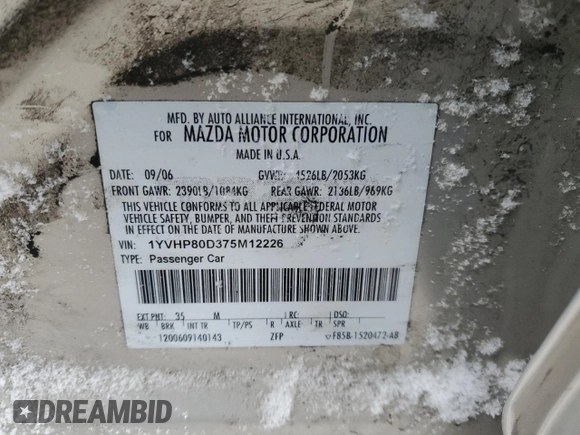 MFD. BY AUTO ALLIANCE INTERNATIONAL, INC.
FOR MAZDA MOTOR CORPORATION
MADE IN U.S.A.
DATE: 09/06 GVWR: 4526LB/2053KG
FRONT GAWR: 2390LB/1084KG REAR GAWR: 2136LB/969KG
THIS VEHICLE CONFORMS TO ALL APPLICABLE FEDERAL MOTOR
VEHICLE SAFETY, BUMPER, AND THEFT PREVENTION STANDARDS
IN EFFECT ON THE DATE OF MANUFACTURE SHOWN ABOVE.
VIN: 1YVHP80D375M12226
TYPE: Passenger Car
EXT PNT: 35 M RC: DSO:
WB BRK INT TR TP/PS R AXLE TR SPR
1200609140143 ZFP F85B-1520472-AB
DREAMBID